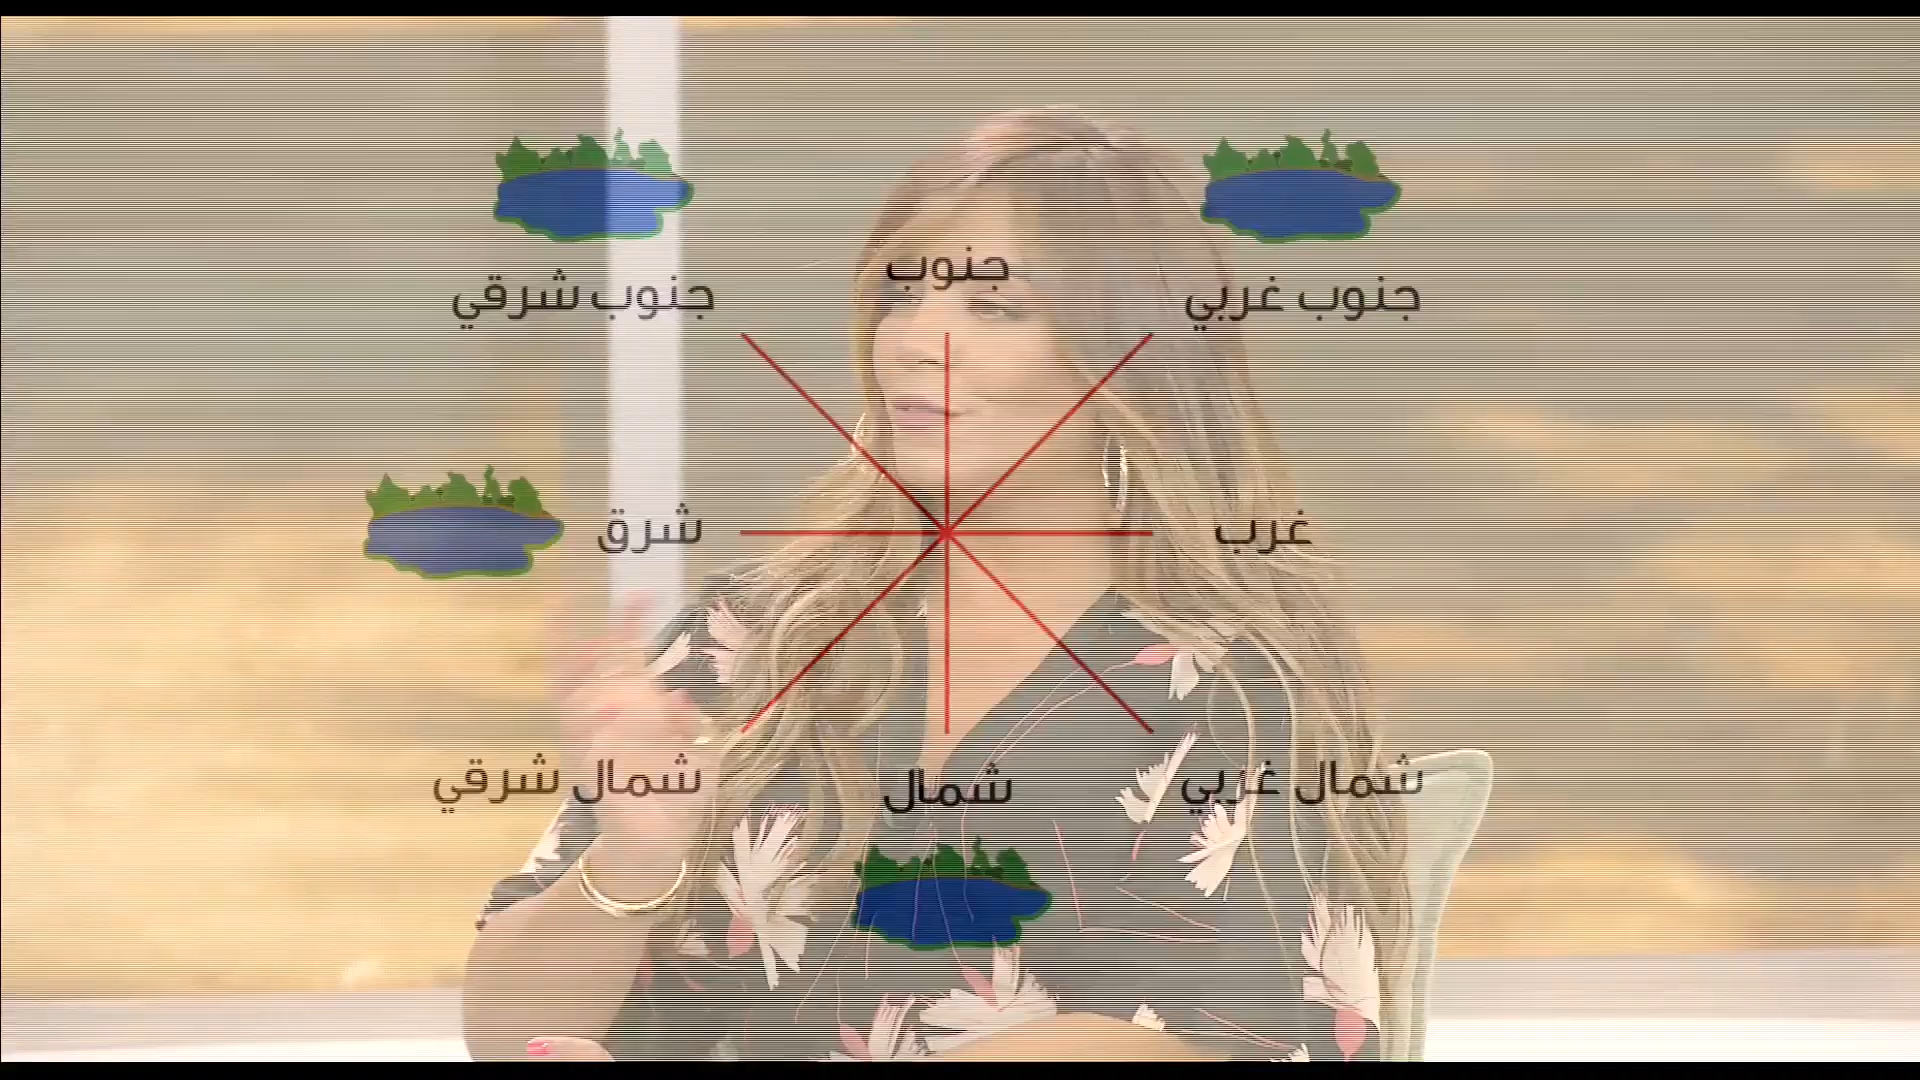 جنوب
جنوب غربي
جنوب شرقي
غرب
شرق
شمال غربي
شمال
شمال شرقي